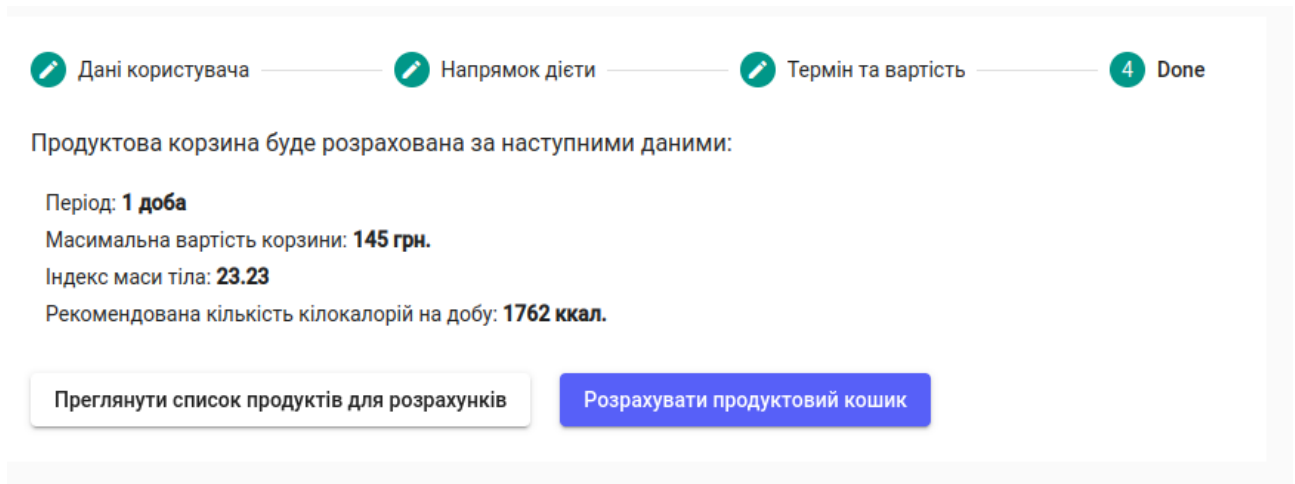 Дані користувача Напрямок дієти Термін та вартість 4 Done
Продуктова корзина буде розрахована за наступними даними:
Період: 1 доба
Масимальна вартість корзини: 145 грн.
Індекс маси тіла: 23.23
Рекомендована кількість кілокалорій на добу: 1762 ккал.
Преглянути список продуктів для розрахунків Розрахувати продуктовий кошик